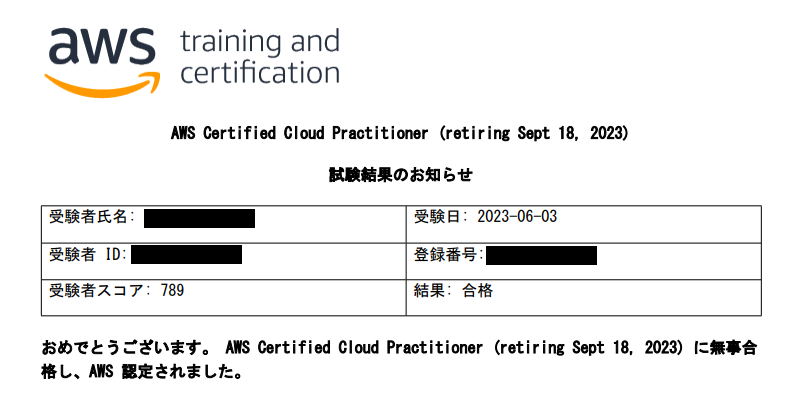 aws training and
certification
AWS Certified Cloud Practitioner (retiring Sept 18, 2023)
試験結果のお知らせ
受験者氏名:
受験日: 2023-06-03
受験者 ID:
登録番号:
受験者スコア: 789
結果: 合格
おめでとうございます。 AWS Certified Cloud Practitioner (retiring Sept 18, 2023) に無事合
格し、AWS 認定されました。